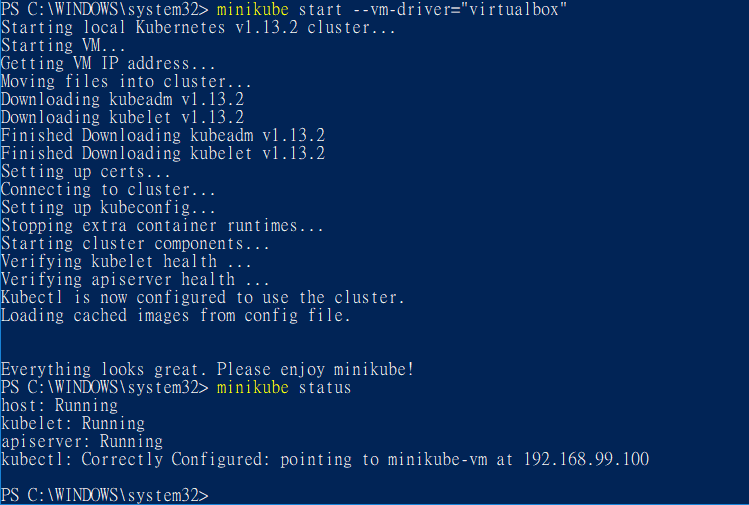 PS C:\WINDOWS\system32> minikube start --vm-driver="virtualbox"
Starting local Kubernetes v1.13.2 cluster...
Starting VM...
Getting VM IP address...
Moving files into cluster...
Downloading kubeadm v1.13.2
Downloading kubelet v1.13.2
Finished Downloading kubeadm v1.13.2
Finished Downloading kubelet v1.13.2
Setting up certs...
Connecting to cluster...
Setting up kubeconfig...
Stopping extra container runtimes...
Starting cluster components...
Verifying kubelet health ...
Verifying apiserver health ...
Kubectl is now configured to use the cluster.
Loading cached images from config file.
Everything looks great. Please enjoy minikube!
PS C:\WINDOWS\system32> minikube status
host: Running
kubelet: Running
apiserver: Running
kubectl: Correctly Configured: pointing to minikube-vm at 192.168.99.100
PS C:\WINDOWS\system32>